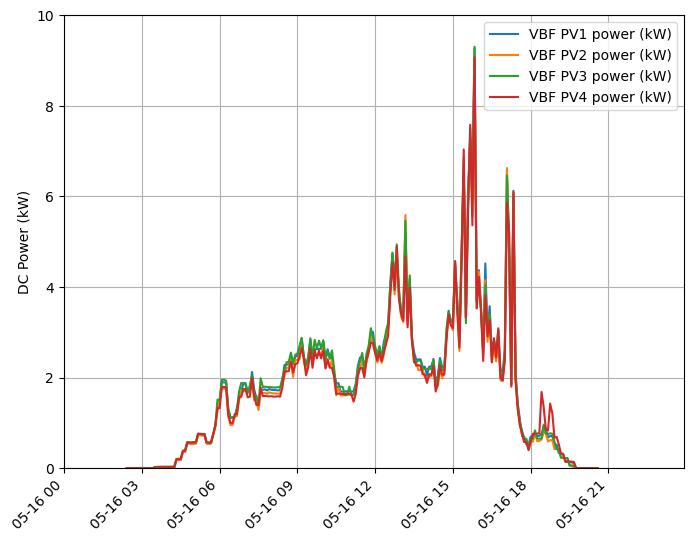 10
8
6
4
2
0
DC Power (kW)
VBF PV1 power (kW)
VBF PV2 power (kW)
VBF PV3 power (kW)
VBF PV4 power (kW)
05-16 00
05-16 03
05-16 06
05-16 09
05-16 12
05-16 15
05-16 18
05-16 21